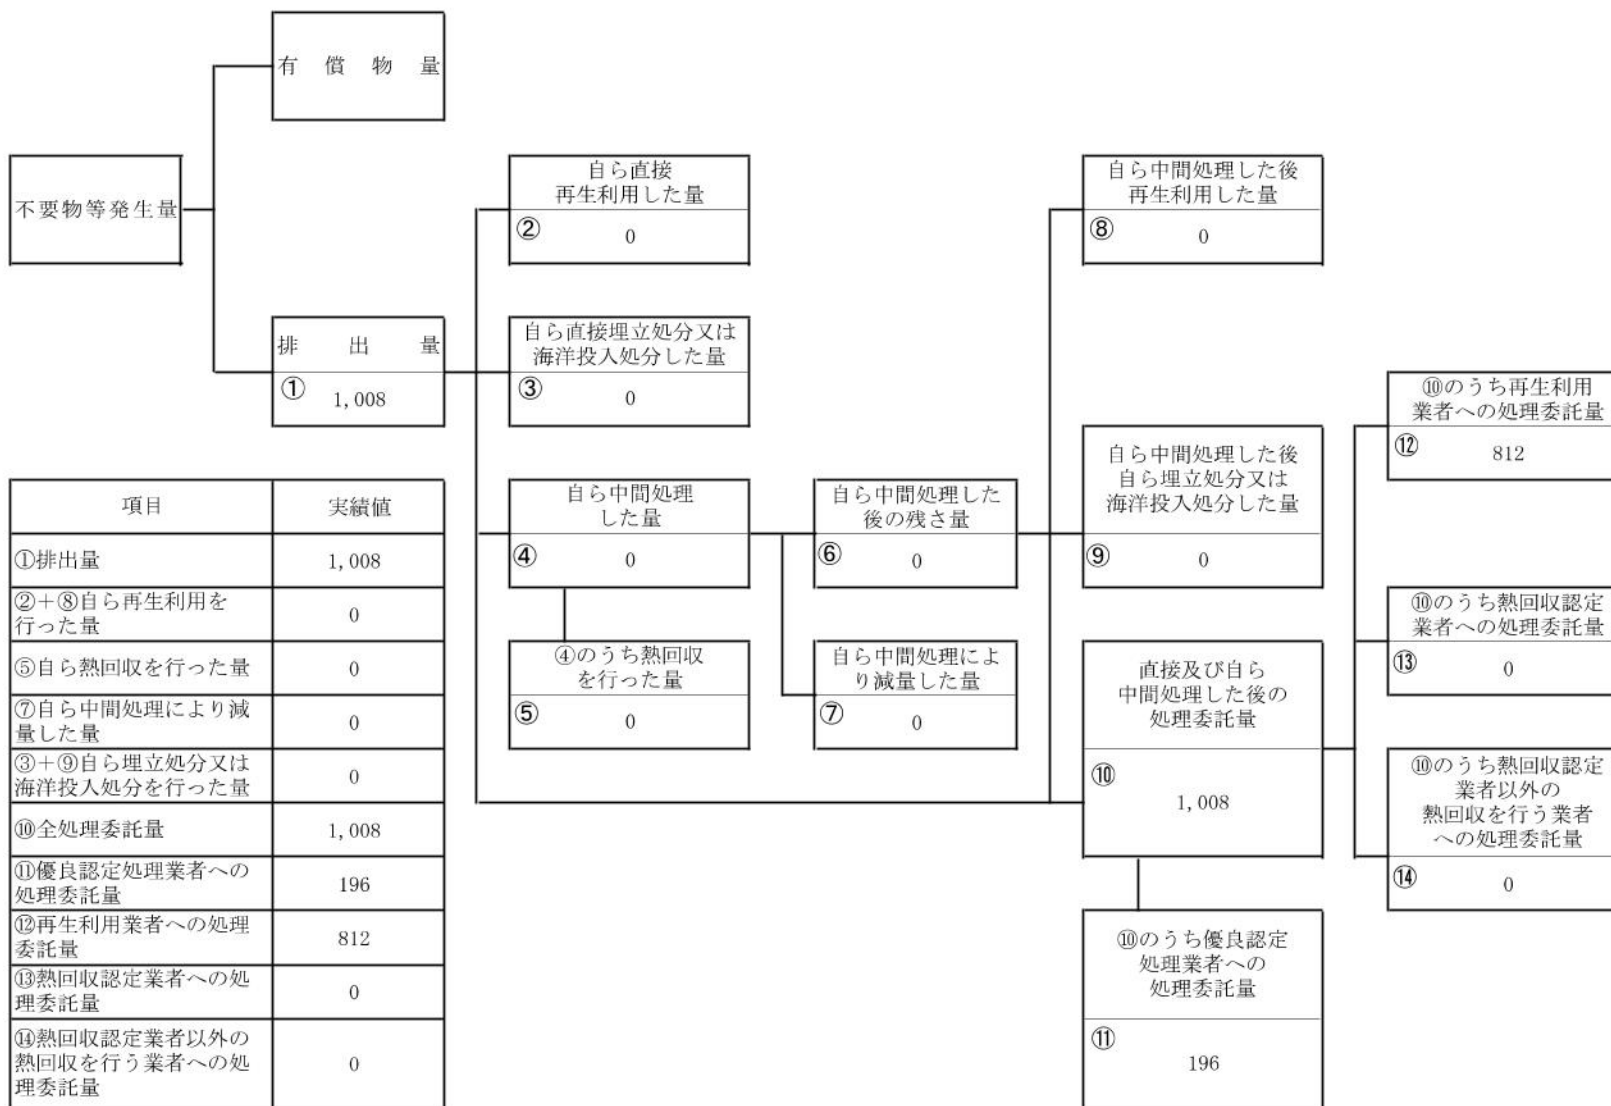 有償物量
不要物等発生量
排出量
① 1,008
自ら直接
再生利用した量
② 0
自ら直接埋立処分又は
海洋投入処分した量
③ 0
自ら中間処理
した量
④ 0
④のうち熱回収
を行った量
⑤ 0
自ら中間処理した
後の残さ量
⑥ 0
自ら中間処理によ
り減量した量
⑦ 0
自ら中間処理した後
再生利用した量
⑧ 0
自ら中間処理した後
自ら埋立処分又は
海洋投入処分した量
⑨ 0
直接及び自ら
中間処理した後の
処理委託量
⑩ 1,008
⑩のうち優良認定
処理業者への
処理委託量
⑪ 196
⑩のうち再生利用
業者への処理委託量
⑫ 812
⑩のうち熱回収認定
業者への処理委託量
⑬ 0
⑩のうち熱回収認定
業者以外の
熱回収を行う業者
への処理委託量
⑭ 0
項目 実績値
①排出量 1,008
②+⑧自ら再生利用を
行った量 0
⑤自ら熱回収を行った量 0
⑦自ら中間処理により減
量した量 0
③+⑨自ら埋立処分又は
海洋投入処分を行った量 0
⑩全処理委託量 1,008
⑪優良認定処理業者への
処理委託量 196
⑫再生利用業者への処理
委託量 812
⑬熱回収認定業者への処
理委託量 0
⑭熱回収認定業者以外の
熱回収を行う業者への処
理委託量 0